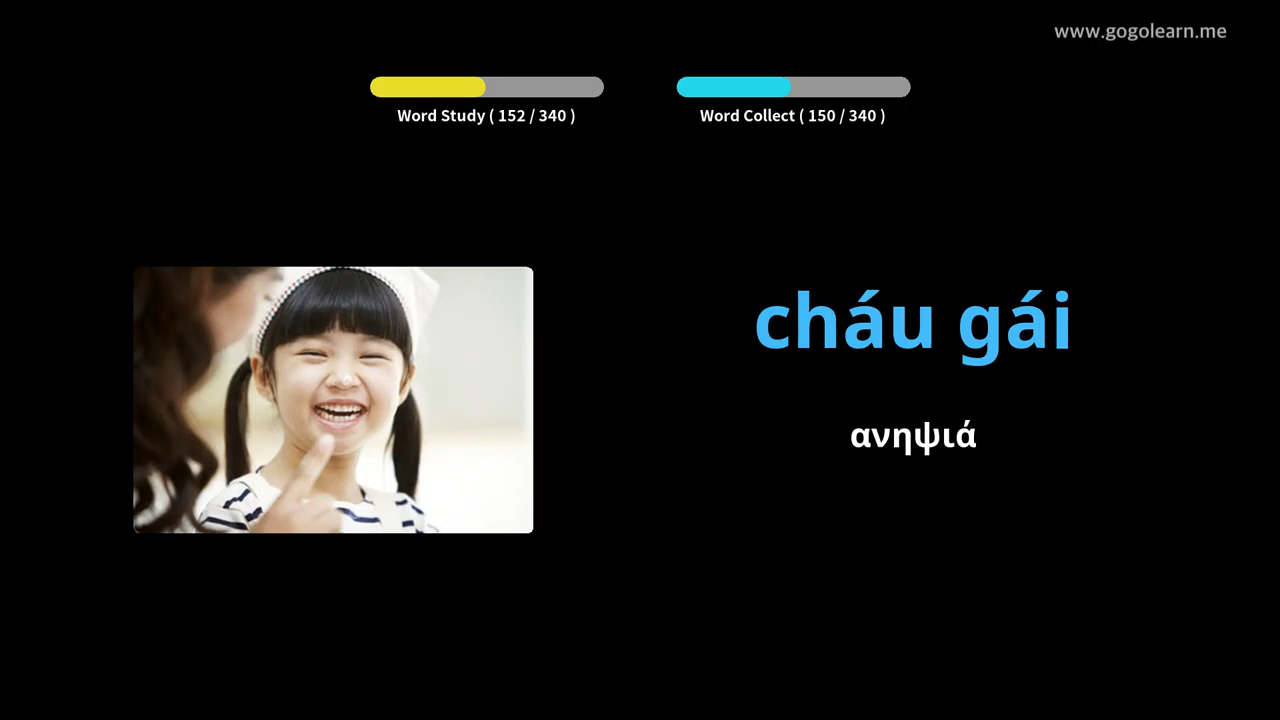 www.gogolearn.me
Word Study ( 152 / 340 )
Word Collect ( 150 / 340 )
cháu gái
ανηψιά